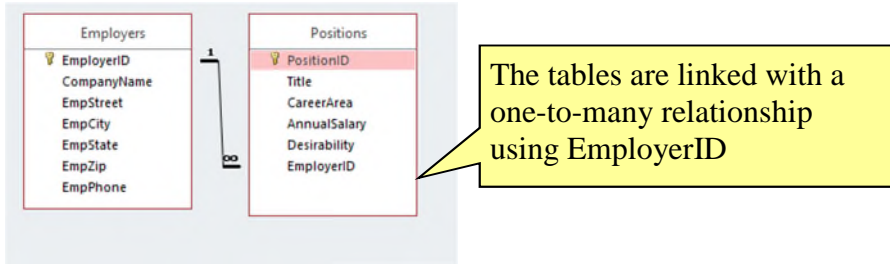 Employers
EmployerID
CompanyName
EmpStreet
EmpCity
EmpState
EmpZip
EmpPhone
1
∞
Positions
PositionID
Title
CareerArea
AnnualSalary
Desirability
EmployerID
The tables are linked with a
one-to-many relationship
using EmployerID